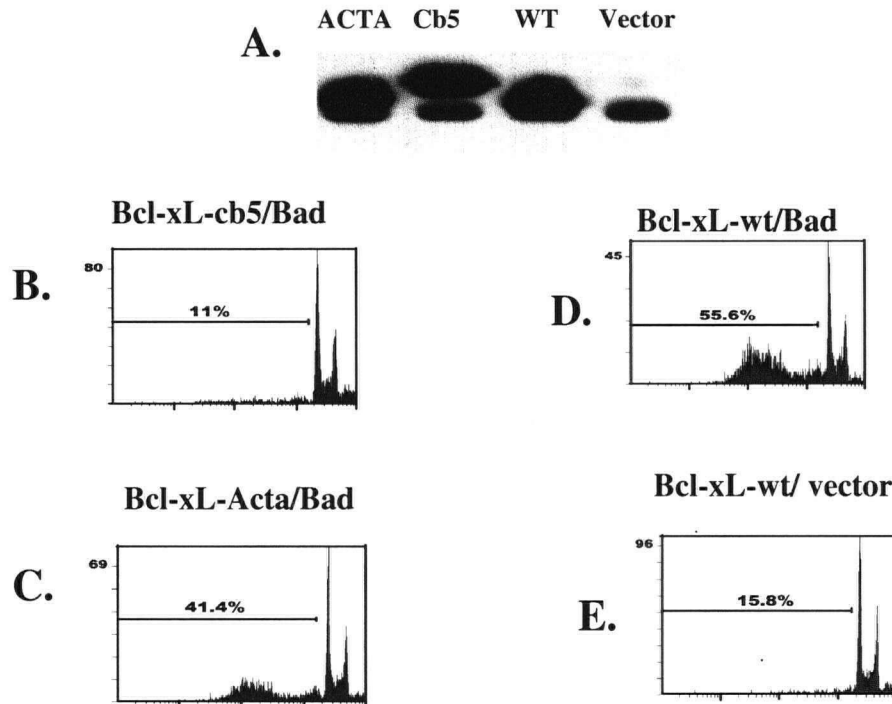 ACTA Cb5 WT Vector
A.
Bcl-xL-cb5/Bad
80
11%
B.
Bcl-xL-wt/Bad
45
55.6%
D.
Bcl-xL-Acta/Bad
69
41.4%
C.
Bcl-xL-wt/ vector
96
15.8%
E.